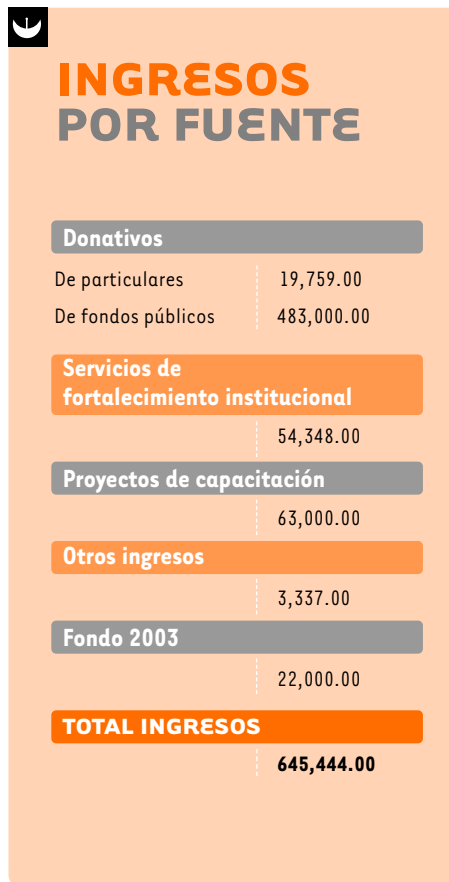 INGRESOS
POR FUENTE
Donativos
De particulares 19,759.00
De fondos públicos 483,000.00
Servicios de
fortalecimiento institucional
54,348.00
Proyectos de capacitación
63,000.00
Otros ingresos
3,337.00
Fondo 2003
22,000.00
TOTAL INGRESOS
645,444.00